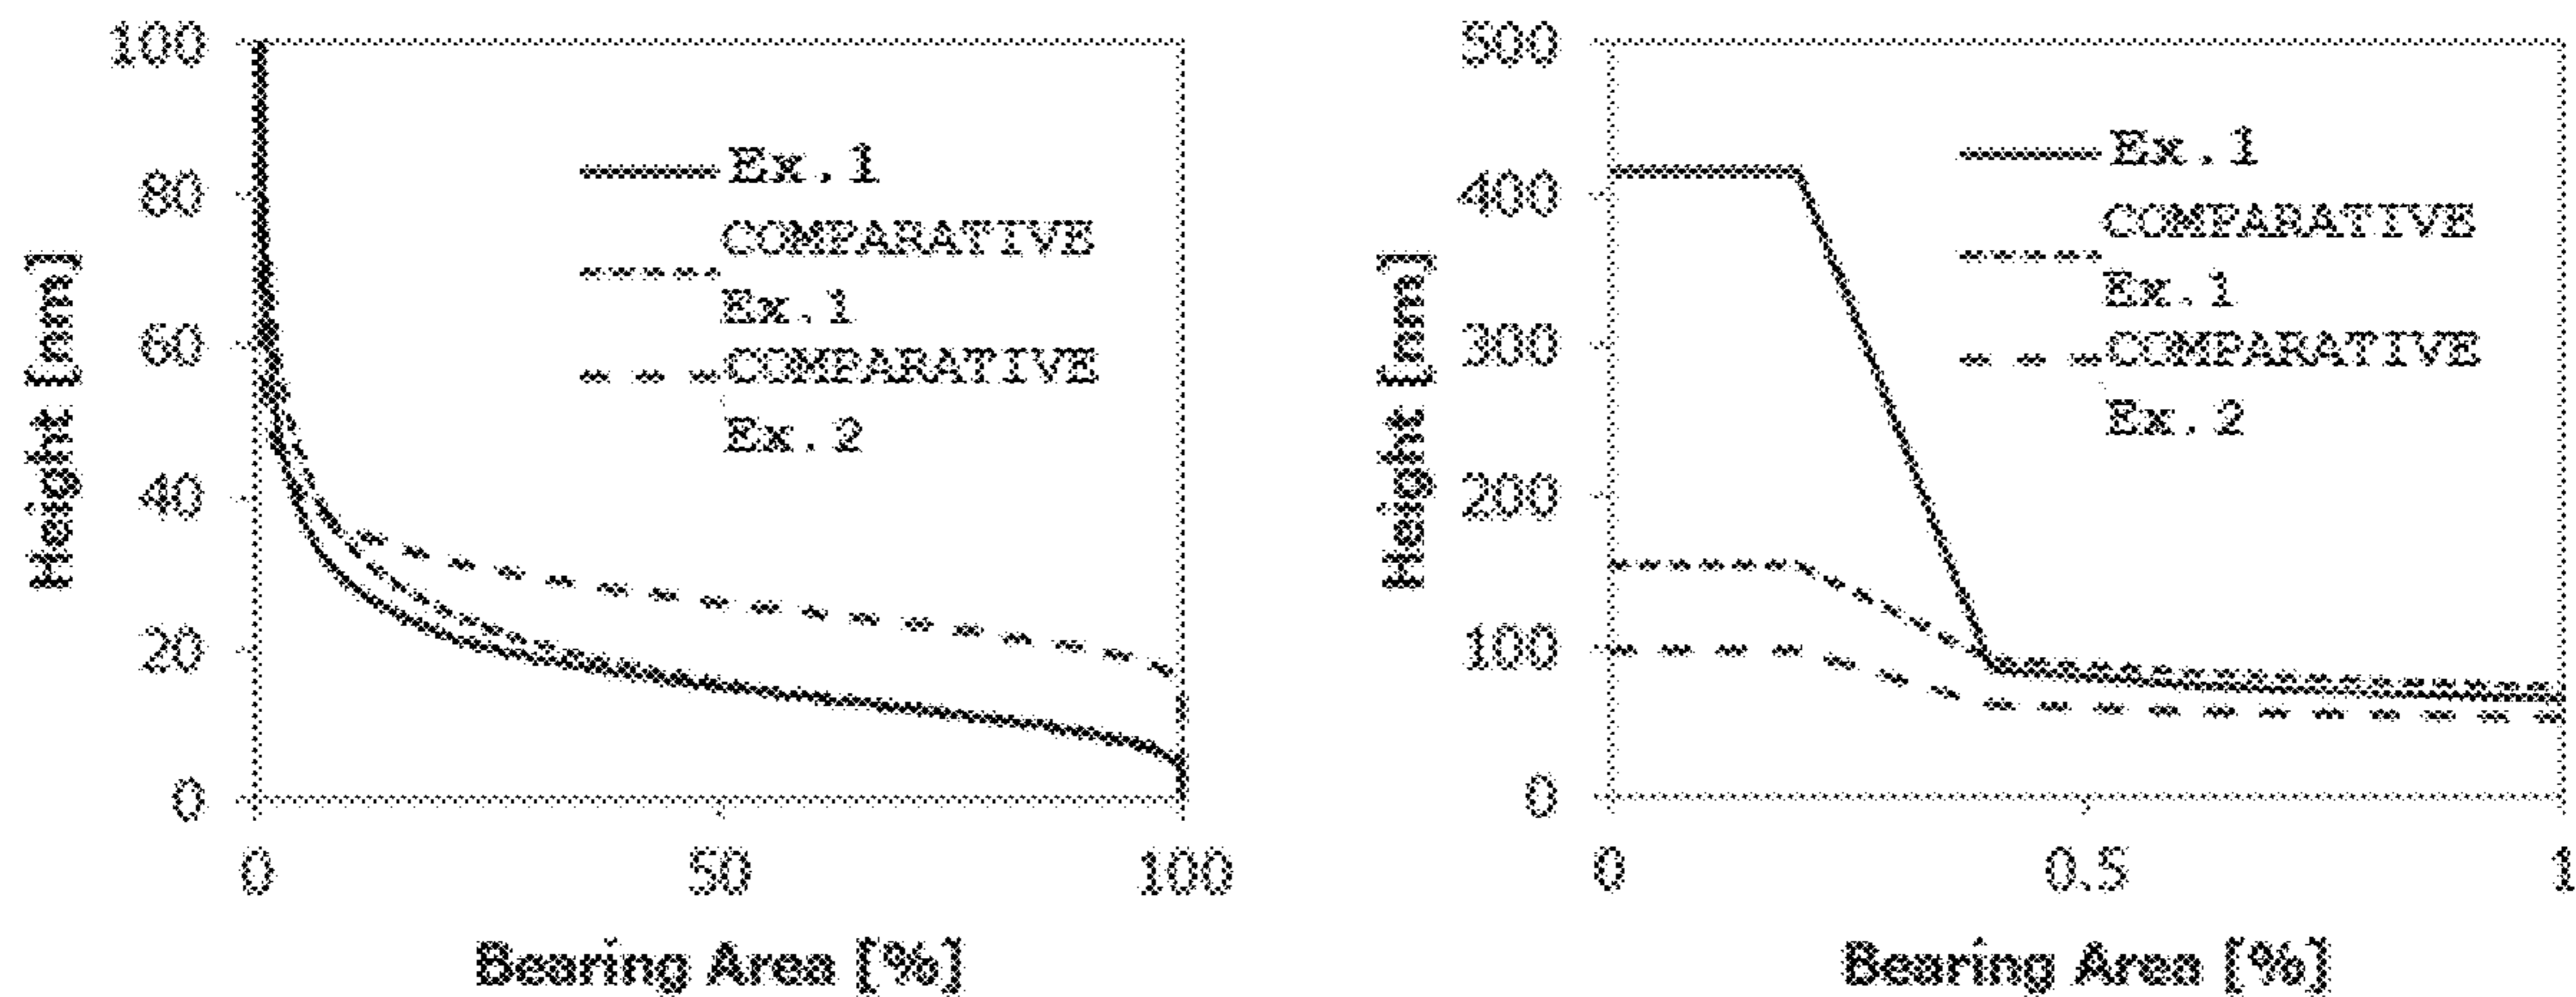 100
80
60
40
20
0
Height [nm]
Ex.1
COMPARATIVE
Ex.1
COMPARATIVE
Ex.2
0
50
100
Bearing Area [%]
500
400
300
200
100
0
Height [nm]
Ex.1
COMPARATIVE
Ex.1
COMPARATIVE
Ex.2
0
0.5
1
Bearing Area [%]